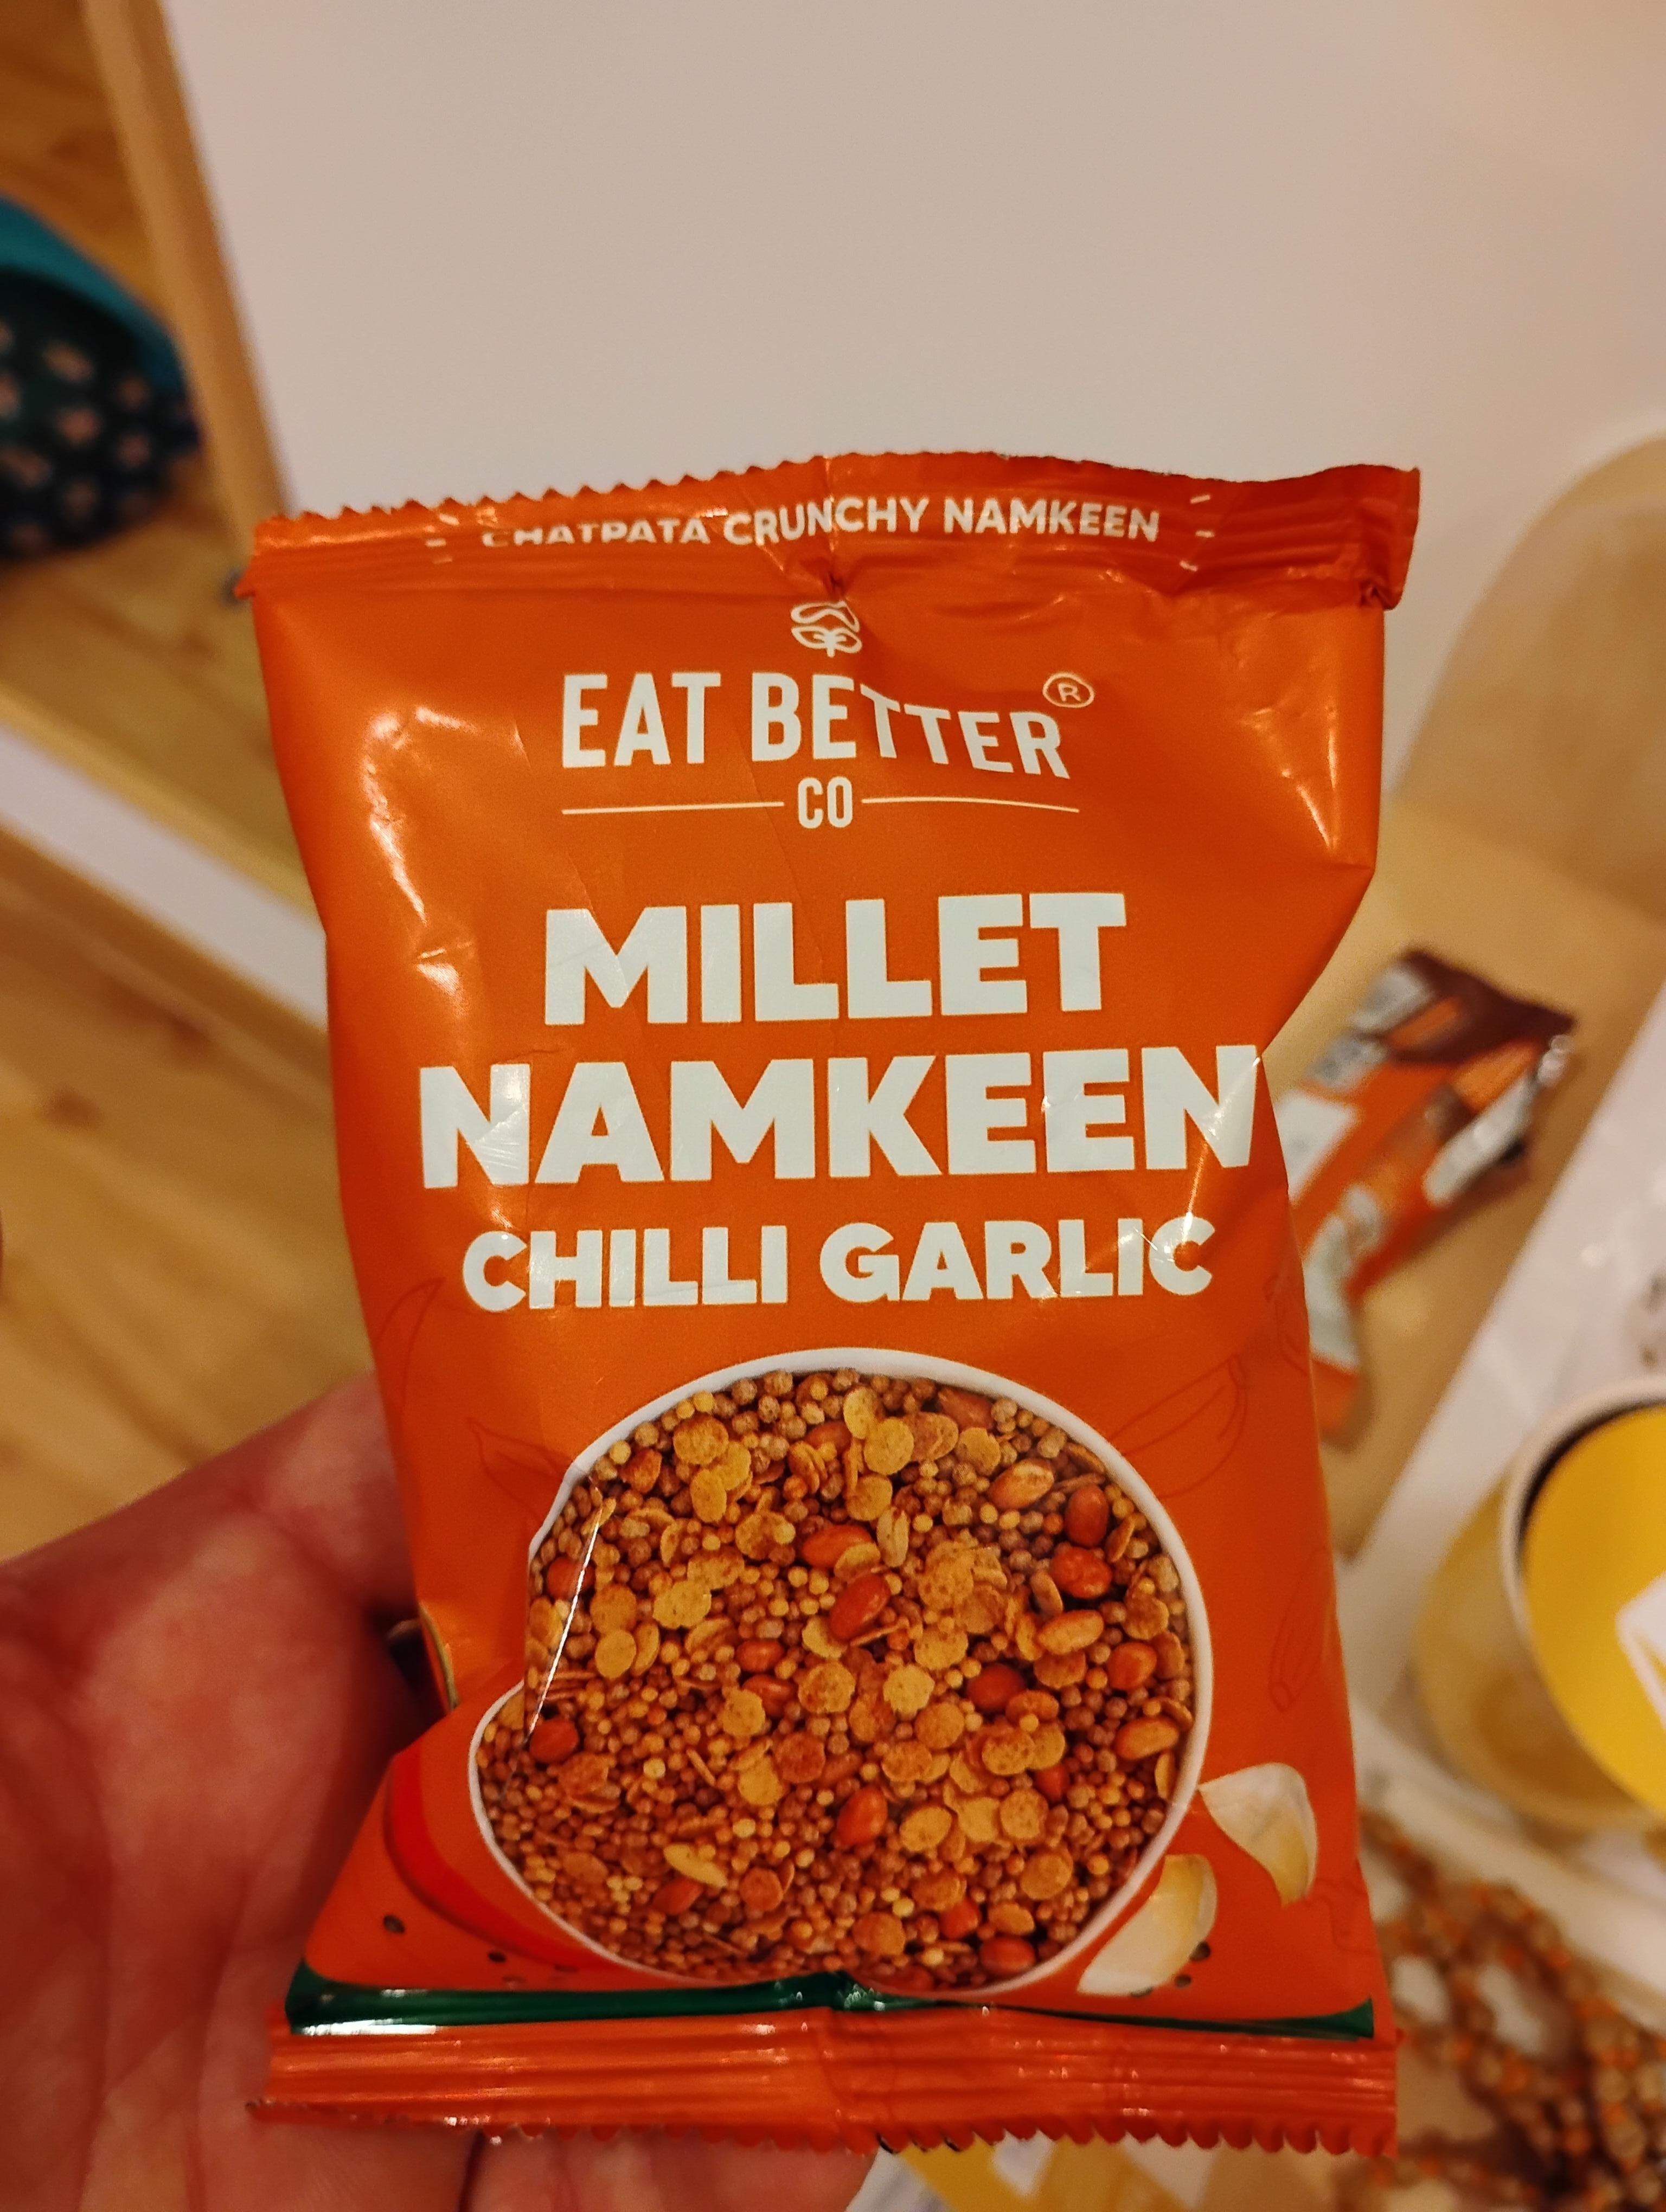 CHATPATA CRUNCHY NAMKEEN
EAT BETTER®
CO
MILLET
NAMKEEN
CHILLI GARLIC